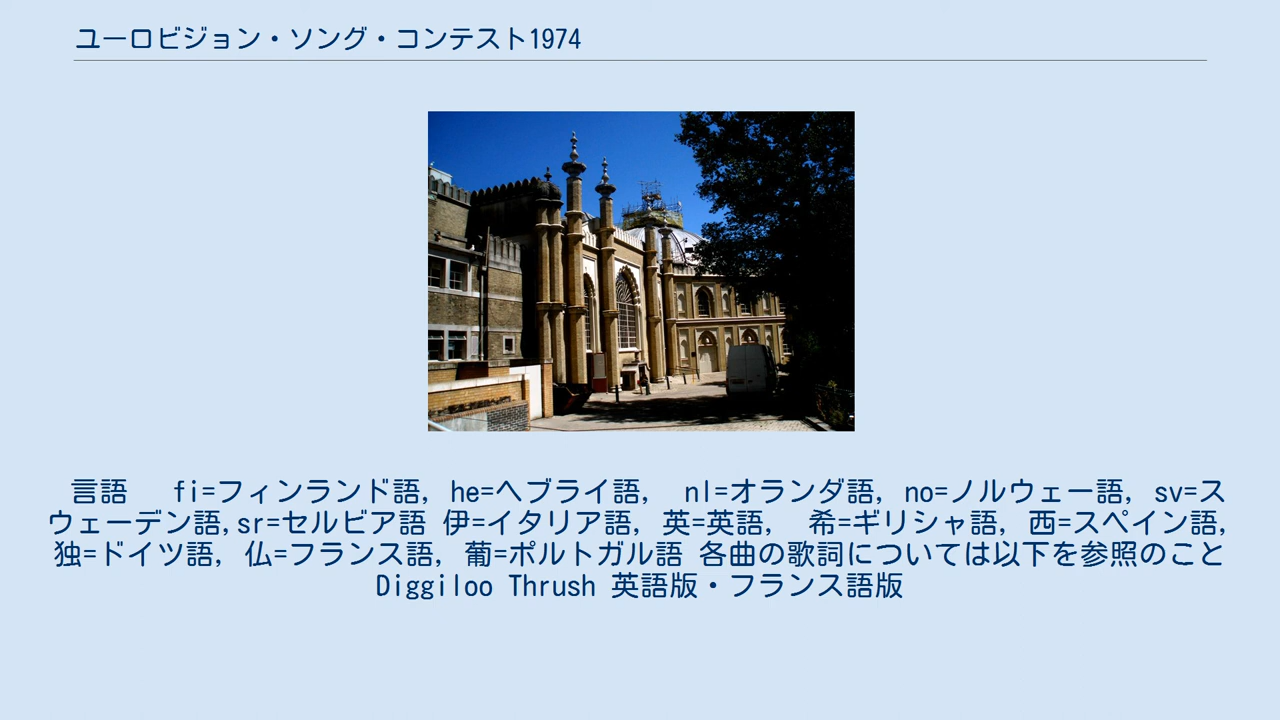 ユーロビジョン・ソング・コンテスト1974
言語　 fi=フィンランド語, he=ヘブライ語,　nl=オランダ語, no=ノルウェー語, sv=ス
ウェーデン語,sr=セルビア語 伊=イタリア語, 英=英語,　希=ギリシャ語, 西=スペイン語,
独=ドイツ語, 仏=フランス語, 葡=ポルトガル語 各曲の歌詞については以下を参照のこと
Diggiloo Thrush 英語版・フランス語版